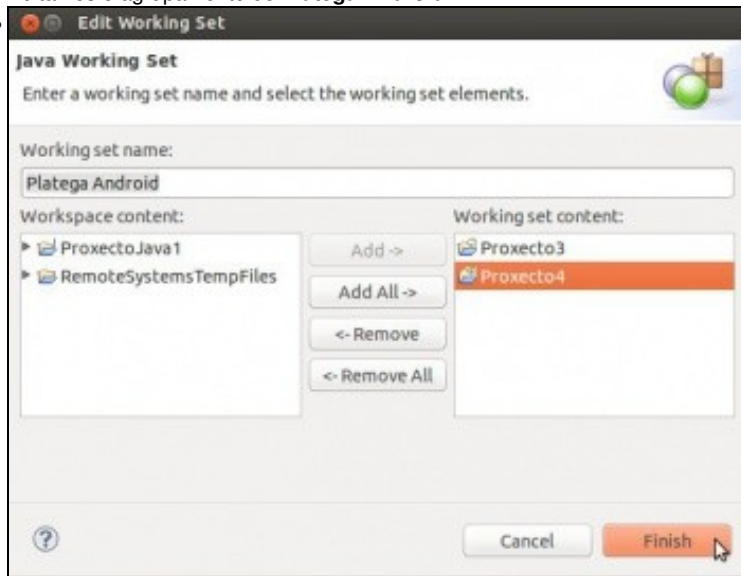 Edit Working Set
Java Working Set
Enter a working set name and select the working set elements.
Working set name:
Platega Android
Workspace content:
Working set content:
ProxectoJava1
RemoteSystemsTempFiles
Add ->
Add All ->
<- Remove
<- Remove All
Proxecto3
Proxecto4
?
Cancel
Finish